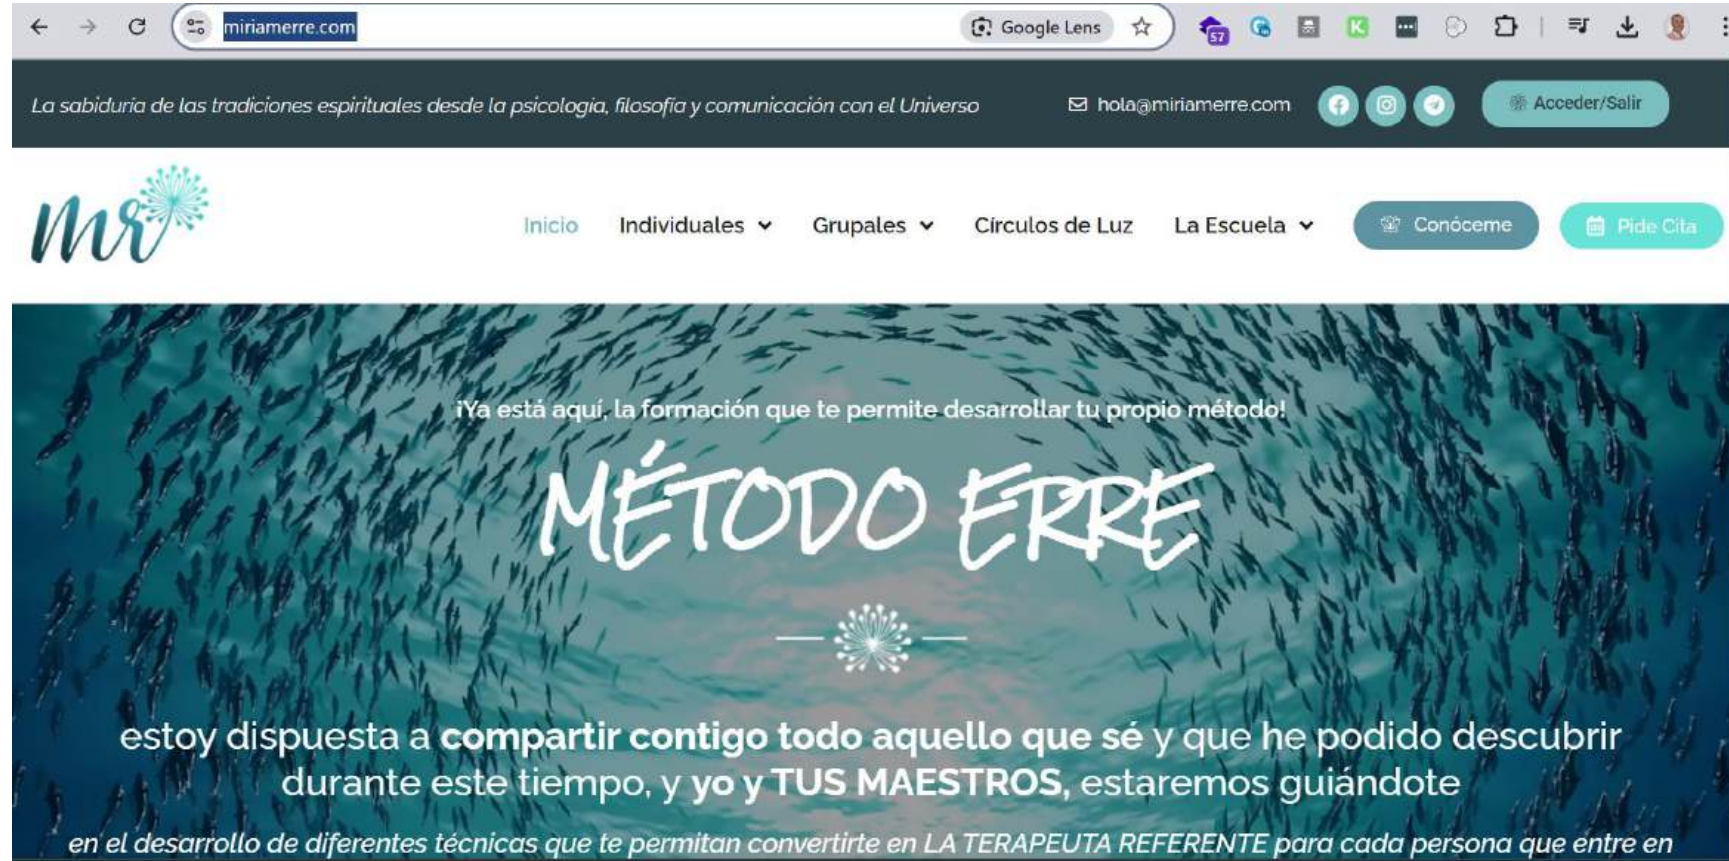 miriamerre.com
Google Lens
57
K
La sabiduría de las tradiciones espirituales desde la psicología, filosofía y comunicación con el Universo
hola@miriamerre.com
Acceder/Salir
mr
Inicio
Individuales
Grupales
Círculos de Luz
La Escuela
Conóceme
Pide Cita
¡Ya está aquí, la formación que te permite desarrollar tu propio método!
MÉTODO ERRE
estoy dispuesta a compartir contigo todo aquello que sé y que he podido descubrir
durante este tiempo, y yo y TUS MAESTROS, estaremos guiándote
en el desarrollo de diferentes técnicas que te permitan convertirte en LA TERAPEUTA REFERENTE para cada persona que entre en